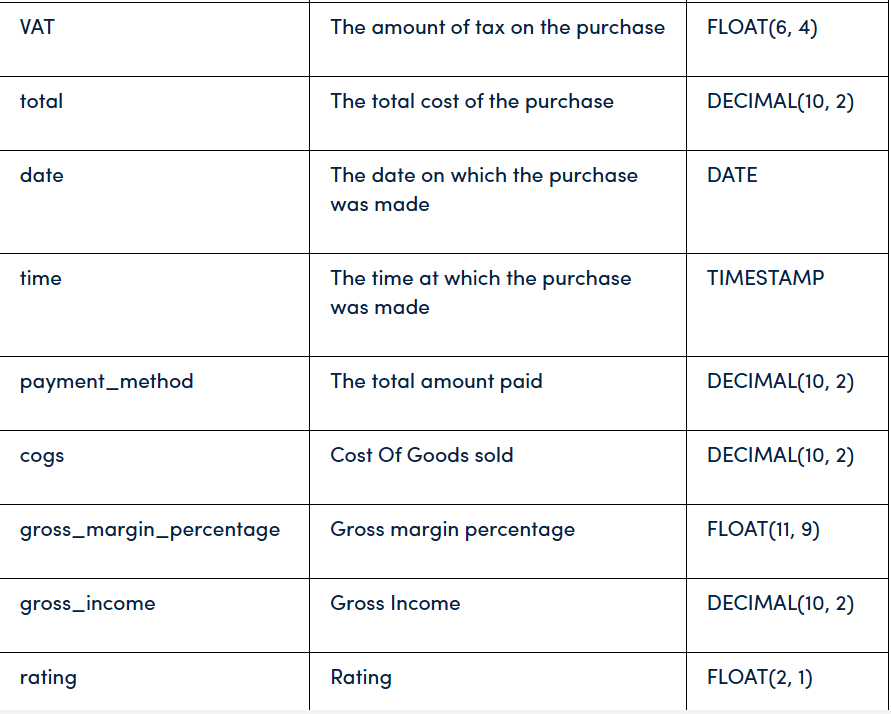 VAT The amount of tax on the purchase FLOAT(6, 4)
total The total cost of the purchase DECIMAL(10, 2)
date The date on which the purchase DATE
was made
time The time at which the purchase TIMESTAMP
was made
payment_method The total amount paid DECIMAL(10, 2)
cogs Cost Of Goods sold DECIMAL(10, 2)
gross_margin_percentage Gross margin percentage FLOAT(11, 9)
gross_income Gross Income DECIMAL(10, 2)
rating Rating FLOAT(2, 1)